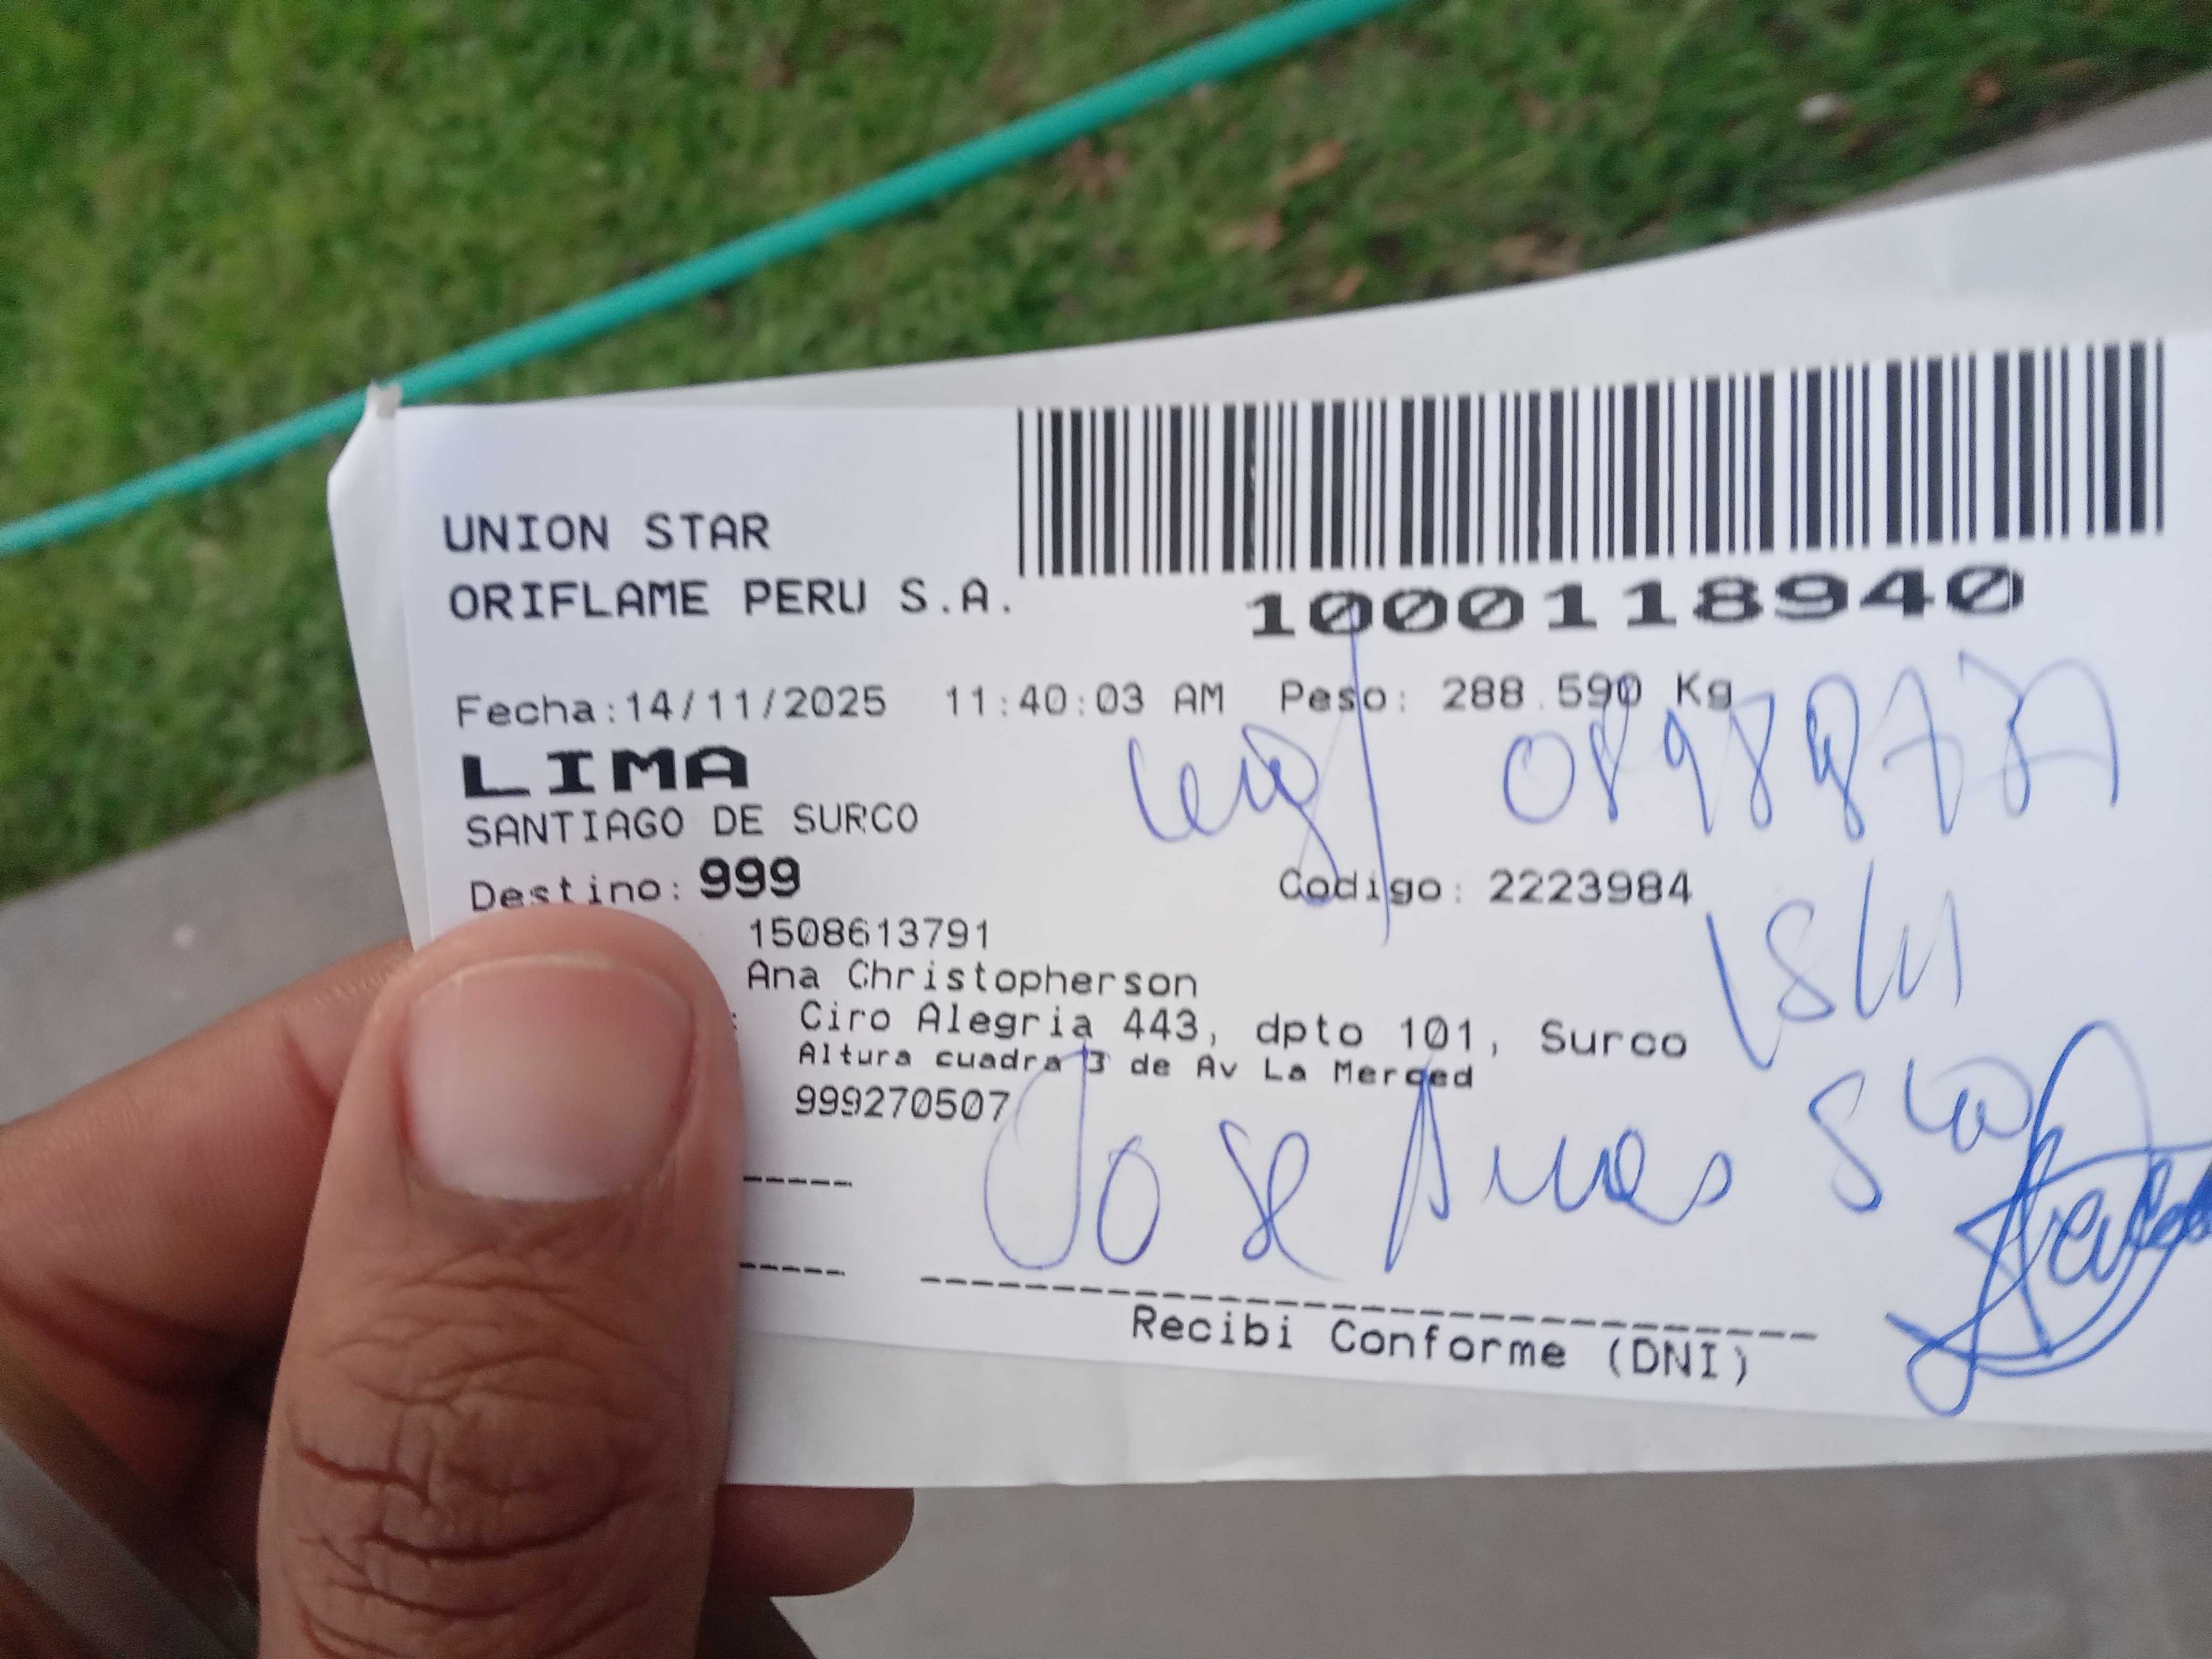 UNION STAR
ORIFLAME PERU S.A.
1000118940
Fecha:14/11/2025 11:40:03 AM Peso: 288.590 Kg
LIMA
SANTIAGO DE SURCO
Destino: 999 Codigo: 2223984
1508613791
Ana Christopherson
: Ciro Alegria 443, dpto 101, Surco
Altura cuadra 3 de Av La Merced
999270507
Jose
Recibi Conforme (DNI)